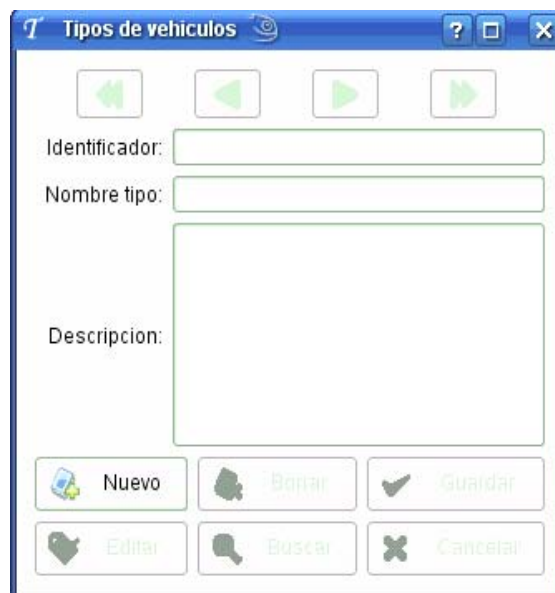 Tipos de vehiculos
Identificador:
Nombre tipo:
Descripcion:
Nuevo Borrar Guardar
Editar Buscar Cancelar